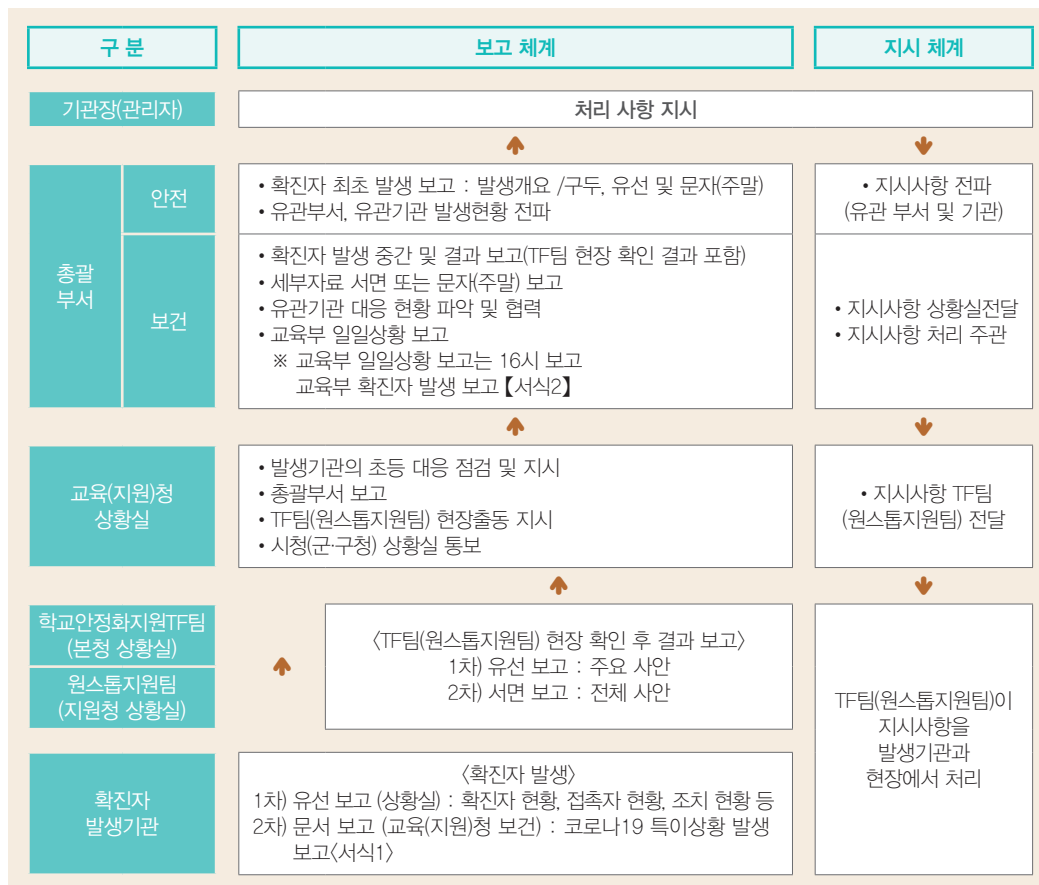 구 분
보고 체계
지시 체계
기관장(관리자)
처리 사항 지시
총괄
부서
안전
• 확진자 최초 발생 보고 : 발생개요 /구두, 유선 및 문자(주말)
• 유관부서, 유관기관 발생현황 전파
• 지시사항 전파
(유관 부서 및 기관)
보건
• 확진자 발생 중간 및 결과 보고(TF팀 현장 확인 결과 포함)
• 세부자료 서면 또는 문자(주말) 보고
• 유관기관 대응 현황 파악 및 협력
• 교육부 일일상황 보고
※ 교육부 일일상황 보고는 16시 보고
교육부 확진자 발생 보고【서식2】
• 지시사항 상황실전달
• 지시사항 처리 주관
교육(지원)청
상황실
• 발생기관의 초등 대응 점검 및 지시
• 총괄부서 보고
• TF팀(원스톱지원팀) 현장출동 지시
• 시청(군·구청) 상황실 통보
• 지시사항 TF팀
(원스톱지원팀) 전달
학교안정화지원TF팀
(본청 상황실)
원스톱지원팀
(지원청 상황실)
〈TF팀(원스톱지원팀) 현장 확인 후 결과 보고〉
1차) 유선 보고 : 주요 사안
2차) 서면 보고 : 전체 사안
TF팀(원스톱지원팀)이
지시사항을
발생기관과
현장에서 처리
확진자
발생기관
〈확진자 발생〉
1차) 유선 보고 (상황실) : 확진자 현황, 접촉자 현황, 조치 현황 등
2차) 문서 보고 (교육(지원)청 보건) : 코로나19 특이상황 발생
보고〈서식1〉